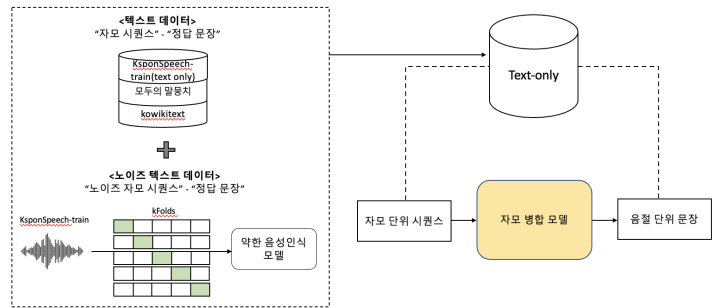 <텍스트 데이터>
“자모 시퀀스” - “정답 문장”
KsponSpeech-
train(text only)
모두의 말뭉치
kowikitext
<노이즈 텍스트 데이터>
“노이즈 자모 시퀀스” - “정답 문장”
KsponSpeech-train
kFolds
약한 음성인식
모델
Text-only
자모 단위 시퀀스
자모 병합 모델
음절 단위 문장